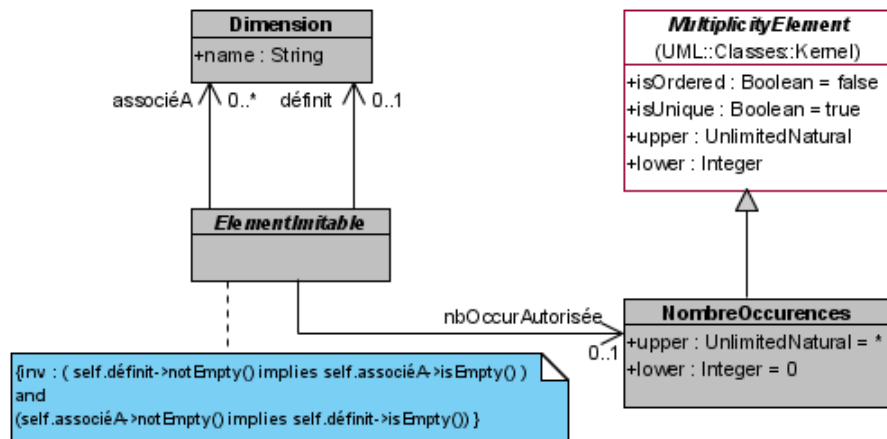 Dimension
+name : String
associéA
0..*
définit
0..1
MultiplicityElement
(UML::Classes::Kernel)
+isOrdered : Boolean = false
+isUnique : Boolean = true
+upper : UnlimitedNatural
+lower : Integer
ElementImitable
nbOccurAutorisée
0..1
NombreOccurences
+upper : UnlimitedNatural = *
+lower : Integer = 0
{inv : ( self.définit->notEmpty() implies self.associéA->isEmpty() )
and
(self.associéA->notEmpty() implies self.définit->isEmpty()) }